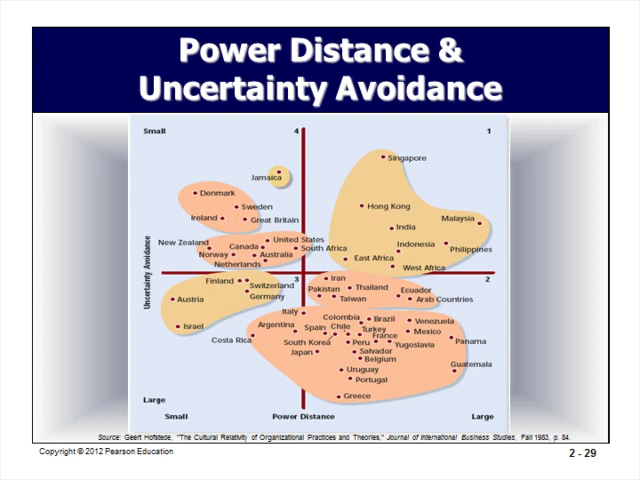 Power Distance &
Uncertainty Avoidance
Small
4
1
Singapore
Jamaica
Denmark
Sweden
Hong Kong
Ireland
Great Britain
Malaysia
India
New Zealand
United States
Canada
South Africa
Indonesia
Philippines
Norway
Australia
East Africa
Netherlands
West Africa
Uncertainty Avoidance
3
2
Finland
Switzerland
Iran
Germany
Pakistan
Thailand
Ecuador
Austria
Taiwan
Arab Countries
Italy
Israel
Argentina
Colombia
Brazil
Venezuela
Spain
Chile
Turkey
Mexico
Costa Rica
South Korea
Peru
France
Yugoslavia
Panama
Japan
Salvador
Belgium
Guatemala
Uruguay
Portugal
Greece
Large
Small
Power Distance
Large
Source: Geert Hofstede, "The Cultural Relativity of Organizational Practices and Theories," Journal of International Business Studies, Fall 1983, p. 84.
Copyright © 2012 Pearson Education
2 - 29